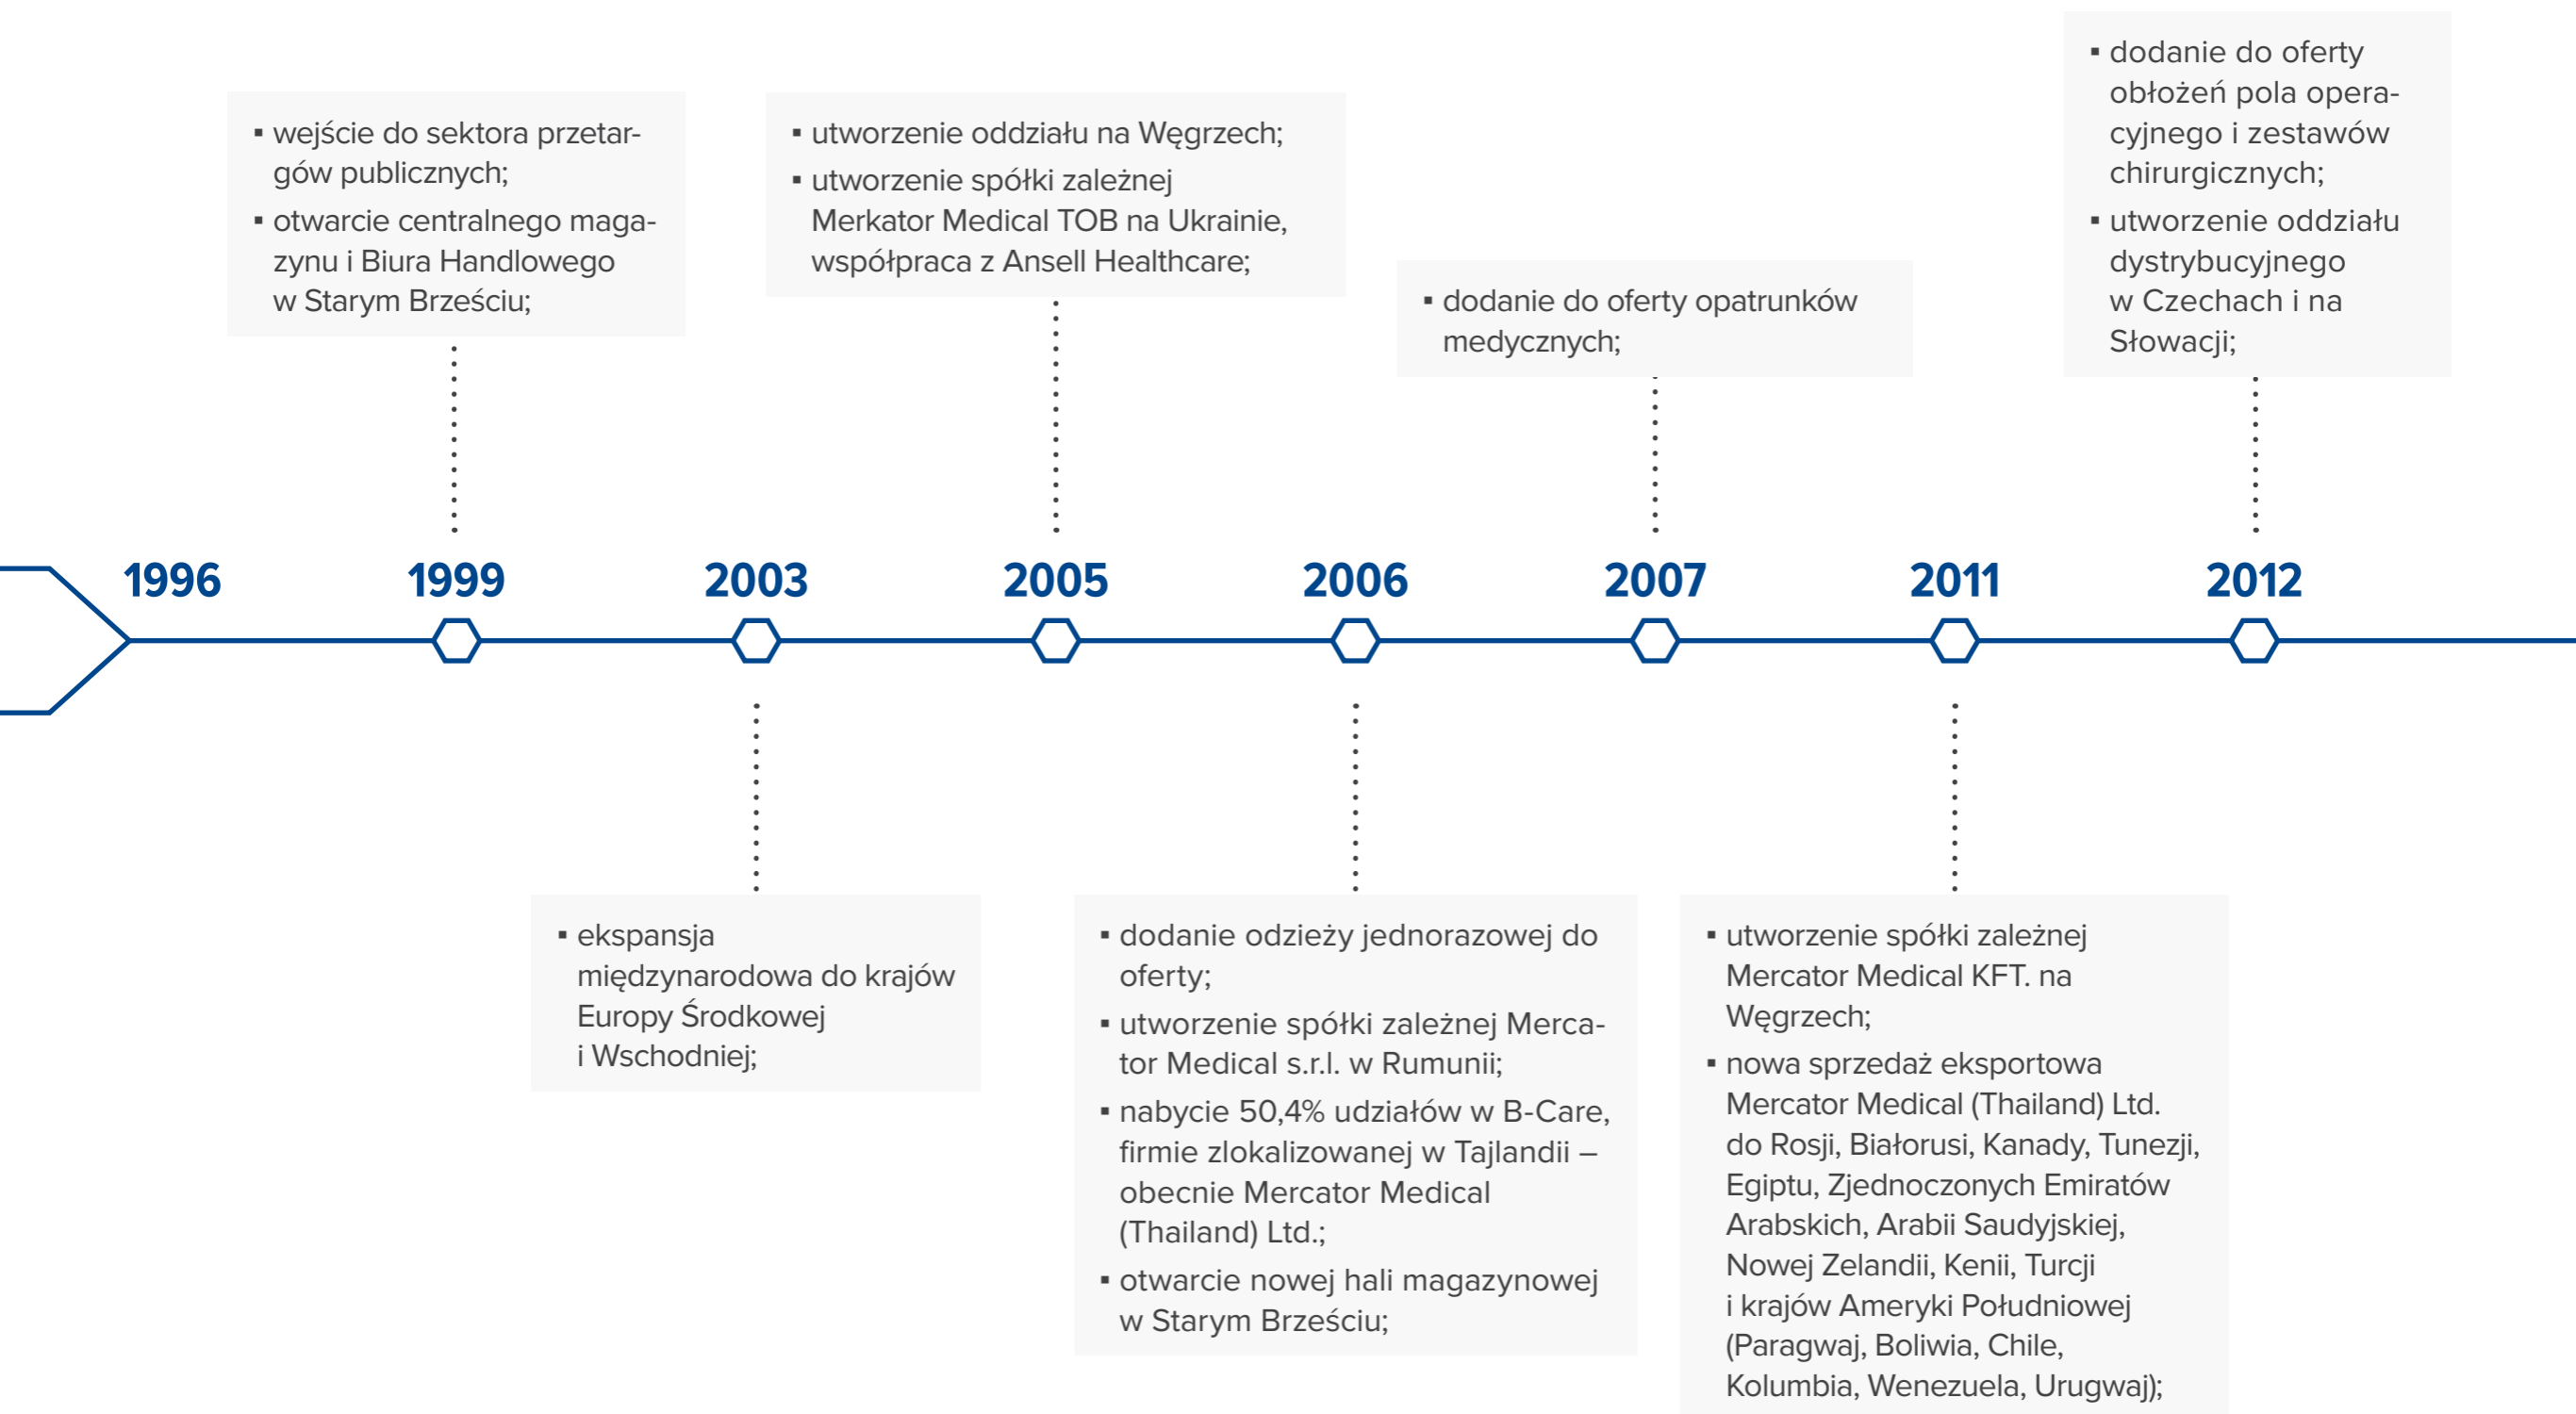 ▪ wejście do sektora przetar-
gów publicznych;
▪ otwarcie centralnego maga-
zynu i Biura Handlowego
w Starym Brześciu;
▪ utworzenie oddziału na Węgrzech;
▪ utworzenie spółki zależnej
Merkator Medical TOB na Ukrainie,
współpraca z Ansell Healthcare;
▪ dodanie do oferty opatrunków
medycznych;
▪ dodanie do oferty
obłożeń pola opera-
cyjnego i zestawów
chirurgicznych;
▪ utworzenie oddziału
dystrybucyjnego
w Czechach i na
Słowacji;
1996
1999
2003
2005
2006
2007
2011
2012
▪ ekspansja
międzynarodowa do krajów
Europy Środkowej
i Wschodniej;
▪ dodanie odzieży jednorazowej do
oferty;
▪ utworzenie spółki zależnej Merca-
tor Medical s.r.l. w Rumunii;
▪ nabycie 50,4% udziałów w B-Care,
firmie zlokalizowanej w Tajlandii –
obecnie Mercator Medical
(Thailand) Ltd.;
▪ otwarcie nowej hali magazynowej
w Starym Brześciu;
▪ utworzenie spółki zależnej
Mercator Medical KFT. na
Węgrzech;
▪ nowa sprzedaż eksportowa
Mercator Medical (Thailand) Ltd.
do Rosji, Białorusi, Kanady, Tunezji,
Egiptu, Zjednoczonych Emiratów
Arabskich, Arabii Saudyjskiej,
Nowej Zelandii, Kenii, Turcji
i krajów Ameryki Południowej
(Paragwaj, Boliwia, Chile,
Kolumbia, Wenezuela, Urugwaj);